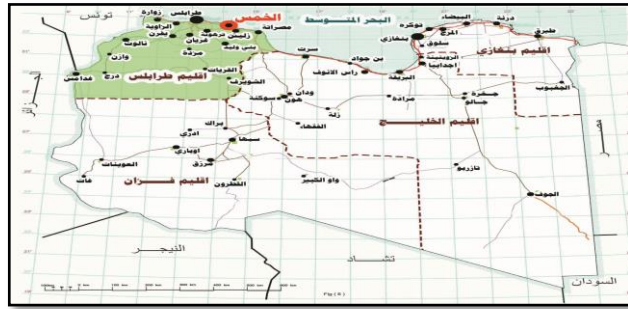 تونس
البحر المتوسط
زوارة
طرابلس
الخمس
الزاوية
زليتن
مصراتة
يفرن
غريان
ترهونة
بني وليد
نالوت
مزدة
وازن
درج
غدامس
القريات
الشويرف
اقليم طرابلس
سرت
بن جواد
راس الانوف
البريقة
توكره
البيضاء
درنة
المرج
طبرق
بنغازي
سلوق
الزويتينة
اجدابيا
اقليم بنغازي
الجغبوب
ودان
هون
سوكنة
زلة
مرادة
جخرة
جالو
الفقهاء
اقليم الخليج
براك
ادري
سبها
اوباري
مرزق
العوينات
غات
القطرون
اقليم فزان
واو الكبير
تازربو
الجوف
مصر
النيجر
تشاد
السودان